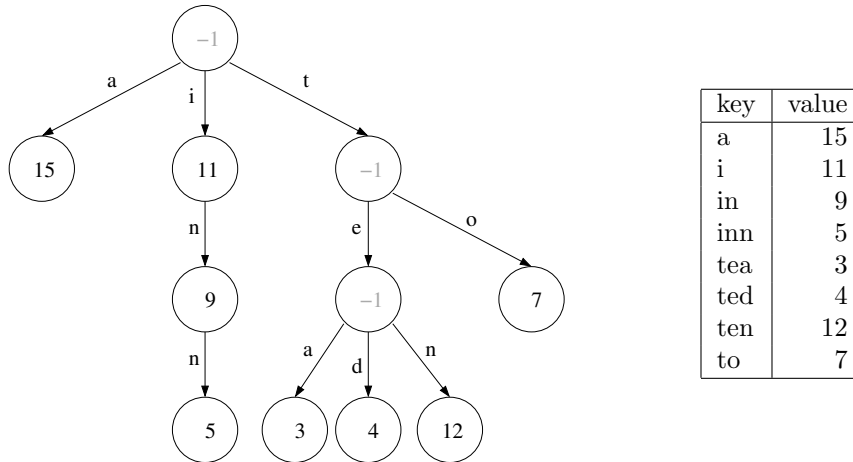 −1
a
i
t
15
11
−1
n
e
o
9
−1
7
n
a
d
n
5
3
4
12
key value
a 15
i 11
in 9
inn 5
tea 3
ted 4
ten 12
to 7